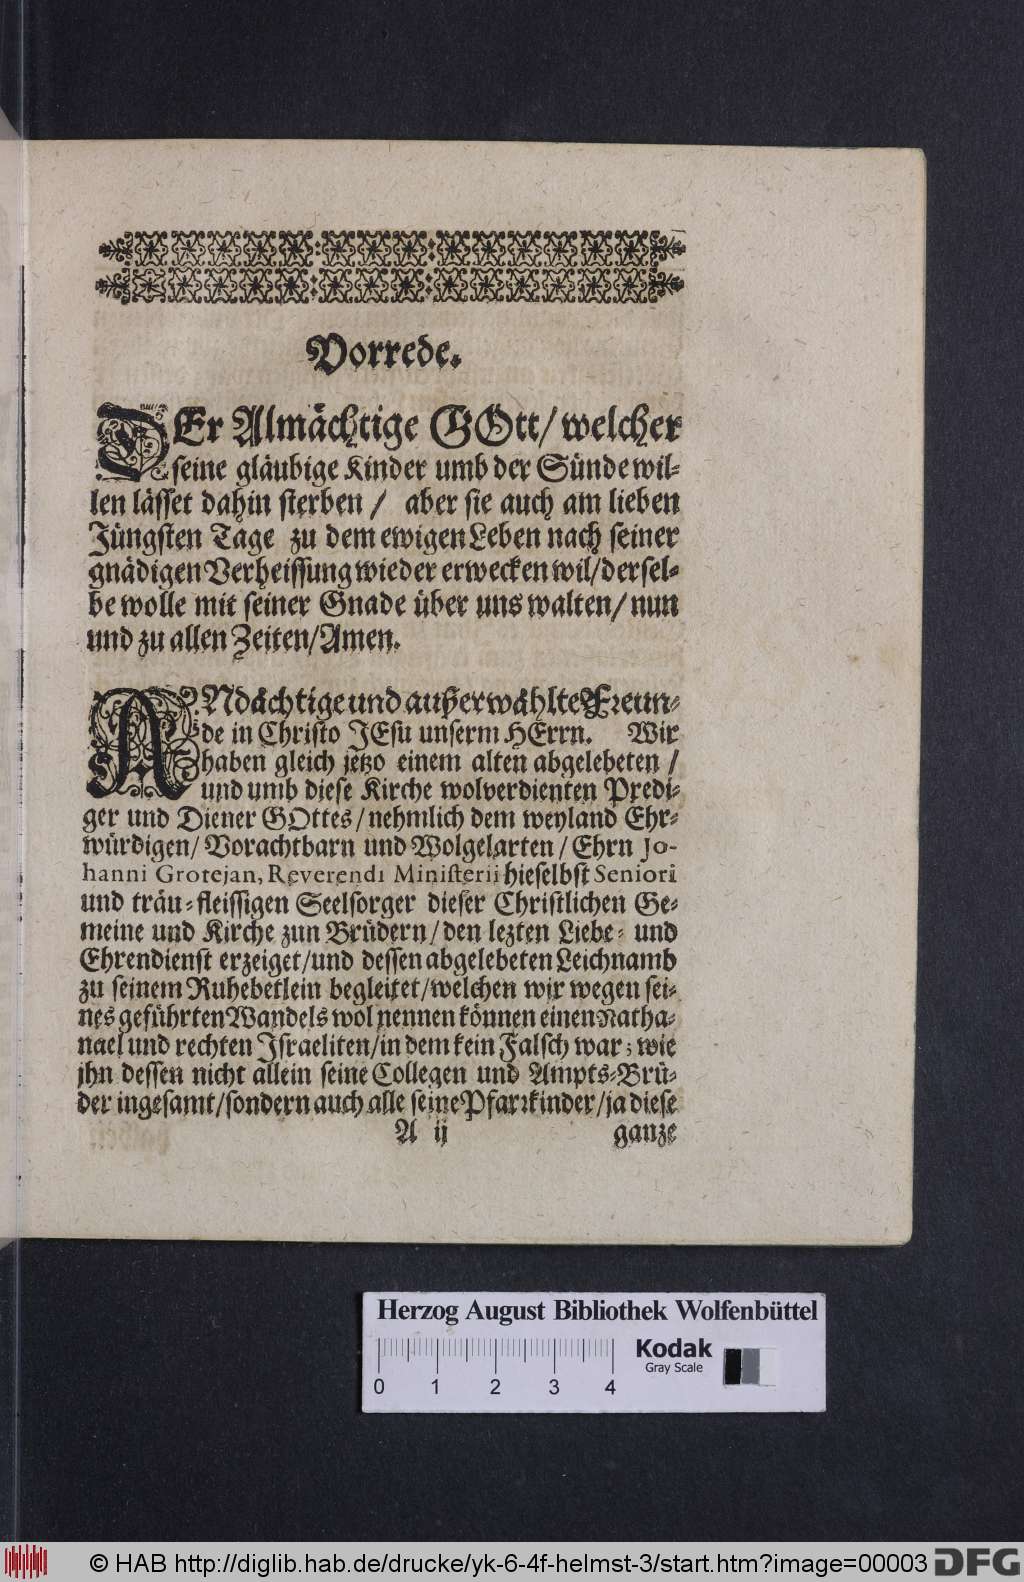 Vorrede.
DEr Almächtige GOtt/ welcher
seine gläubige Kinder umb der Sünde wil-
len lässet dahin sterben / aber sie auch am lieben
Jüngsten Tage zu dem ewigen Leben nach seiner
gnädigen Verheissung wieder erwecken wil/ dersel-
be wolle mit seiner Gnade über uns walten/ nun
und zu allen Zeiten/ Amen.
ANdächtige und außerwählte Freun-
de in Christo JEsu unserm HErrn. Wir
haben gleich jetzo einem alten abgelebeten /
und umb diese Kirche wolverdienten Predi-
ger und Diener GOttes/ nehmlich dem weyland Ehr-
würdigen/ Vorachtbarn und Wolgelarten/ Ehrn Jo-
hanni Grotejan, Reverendi Ministerii hieselbst Seniori
und träu-fleissigen Seelsorger dieser Christlichen Ge-
meine und Kirche zun Brüdern/ den lezten Liebe- und
Ehrendienst erzeiget/ und dessen abgelebeten Leichnamb
zu seinem Ruhebetlein begleitet/ welchen wir wegen sei-
nes geführten Wandels wol nennen können einen Natha-
nael und rechten Israeliten/ in dem kein Falsch war; wie
jhn dessen nicht allein seine Collegen und Ampts-Brü-
der ingesamt/ sondern auch alle seine Pfarrkinder/ ja diese
A ij ganze
Herzog August Bibliothek Wolfenbüttel
Kodak
Gray Scale
0 1 2 3 4
© HAB http://diglib.hab.de/drucke/yk-6-4f-helmst-3/start.htm?image=00003 DFG